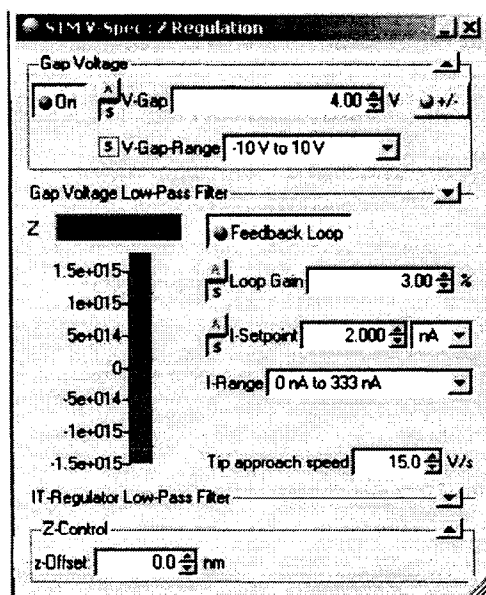 STM V-Spec : Z Regulation
Gap Voltage
On A S V-Gap 4.00 V +/-
S V-Gap-Range -10 V to 10 V
Gap Voltage Low-Pass Filter
Z Feedback Loop
1.5e+015
A S Loop Gain 3.00 %
1e+015
5e+014
A S I-Setpoint 2.000 nA
0
I-Range 0 nA to 333 nA
-5e+014
-1e+015
-1.5e+015
Tip approach speed 15.0 V/s
IT-Regulator Low-Pass Filter
Z-Control
z-Offset 0.0 nm